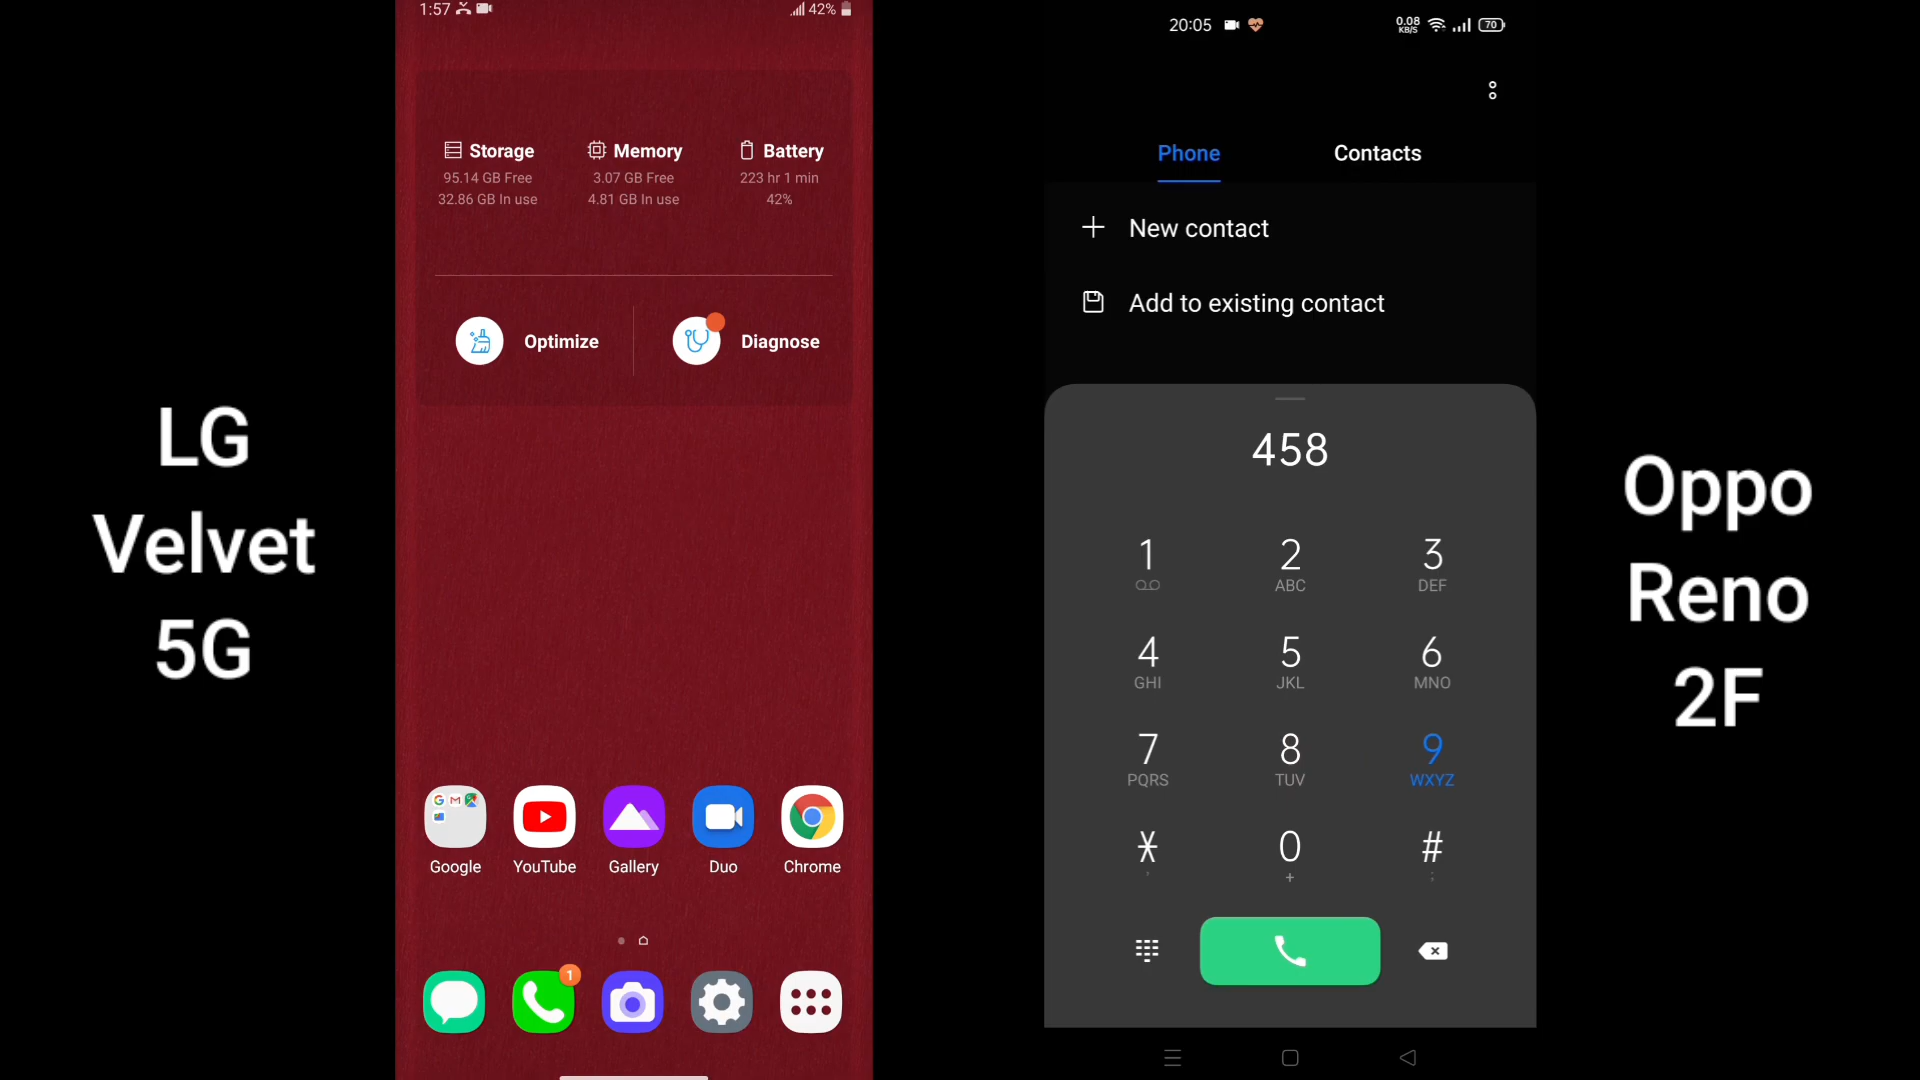 LG
Velvet
5G
1:57
42%
Storage
95.14 GB Free
32.86 GB In use
Memory
3.07 GB Free
4.81 GB In use
Battery
223 hr 1 min
42%
Optimize
Diagnose
Google
YouTube
Gallery
Duo
Chrome
1
20:05
0.08
KB/S
70
Phone
Contacts
New contact
Add to existing contact
458
1
2
ABC
3
DEF
4
GHI
5
JKL
6
MNO
7
PQRS
8
TUV
9
WXYZ
*
,
0
+
#
;
Oppo
Reno
2F